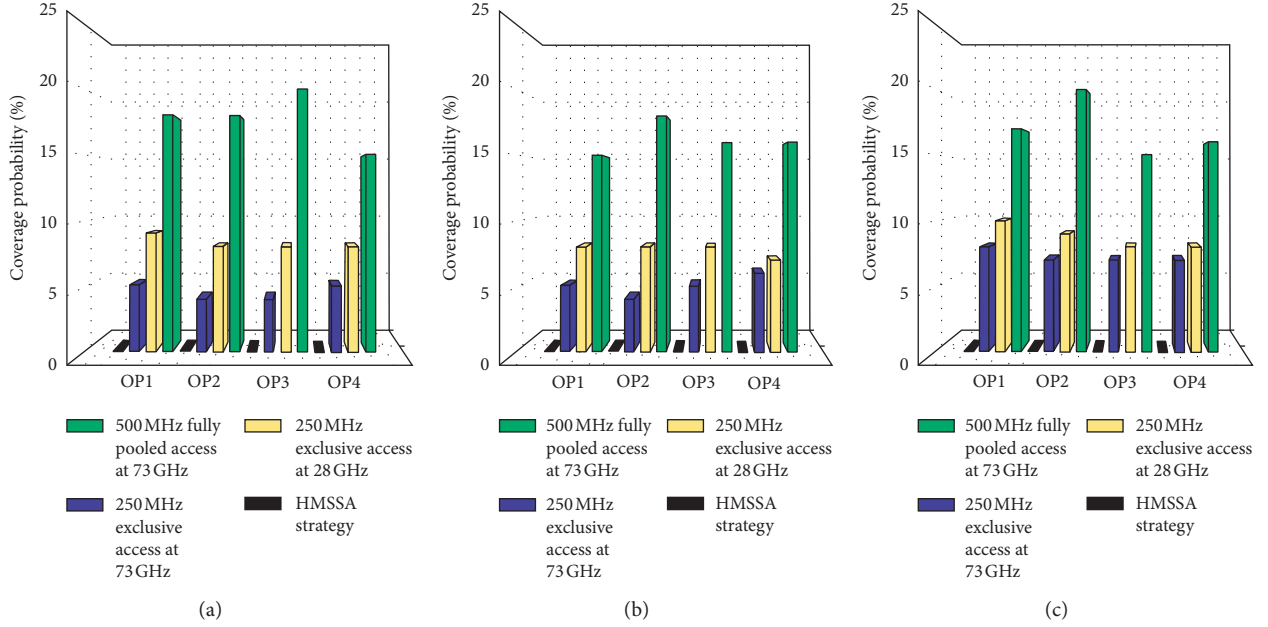 25
20
15
10
5
0
Coverage probability (%)
OP1
OP2
OP3
OP4
500 MHz fully
pooled access
at 73 GHz
250 MHz
exclusive access
at 28 GHz
250 MHz
exclusive
access at
73 GHz
HMSSA
strategy
(a)
25
20
15
10
5
0
Coverage probability (%)
OP1
OP2
OP3
OP4
500 MHz fully
pooled access
at 73 GHz
250 MHz
exclusive access
at 28 GHz
250 MHz
exclusive
access at
73 GHz
HMSSA
strategy
(b)
25
20
15
10
5
0
Coverage probability (%)
OP1
OP2
OP3
OP4
500 MHz fully
pooled access
at 73 GHz
250 MHz
exclusive access
at 28 GHz
250 MHz
exclusive
access at
73 GHz
HMSSA
strategy
(c)